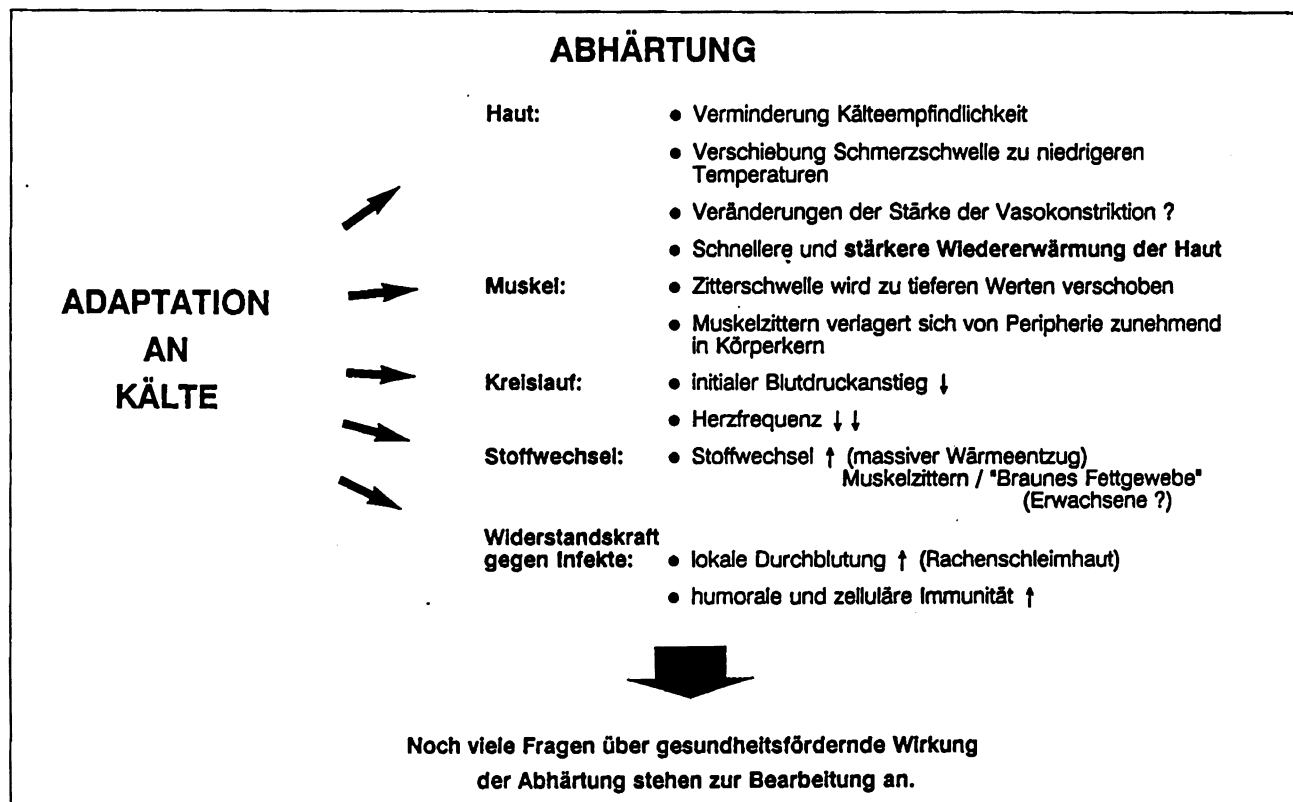 ABHÄRTUNG
ADAPTATION
AN
KÄLTE
Haut:
● Verminderung Kälteempfindlichkeit
● Verschiebung Schmerzschwelle zu niedrigeren
Temperaturen
● Veränderungen der Stärke der Vasokonstriktion ?
● Schnellere und stärkere Wiedererwärmung der Haut
Muskel:
● Zitterschwelle wird zu tieferen Werten verschoben
● Muskelzittern verlagert sich von Peripherie zunehmend
in Körperkern
Kreislauf:
● initialer Blutdruckanstieg ↓
● Herzfrequenz ↓ ↓
Stoffwechsel:
● Stoffwechsel ↑ (massiver Wärmeentzug)
Muskelzittern / "Braunes Fettgewebe"
(Erwachsene ?)
Widerstandskraft
gegen Infekte:
● lokale Durchblutung ↑ (Rachenschleimhaut)
● humorale und zelluläre Immunität ↑
Noch viele Fragen über gesundheitsfördernde Wirkung
der Abhärtung stehen zur Bearbeitung an.